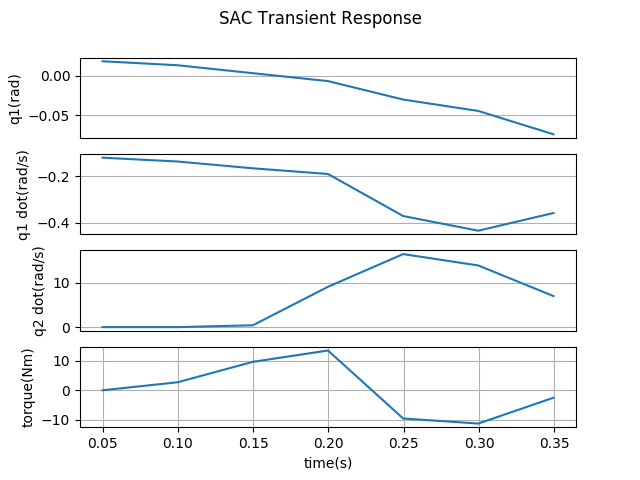 SAC Transient Response
q1(rad)
0.00
−0.05
q1 dot(rad/s)
−0.2
−0.4
q2 dot(rad/s)
10
0
torque(Nm)
10
0
−10
0.05 0.10 0.15 0.20 0.25 0.30 0.35
time(s)